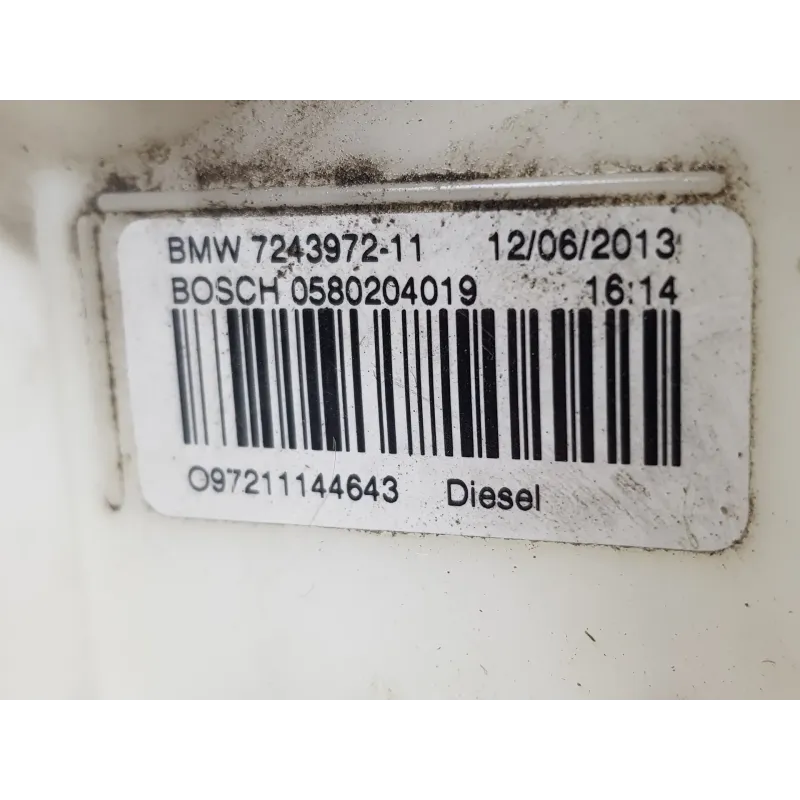 BMW 7243972-11 12/06/2013
BOSCH 0580204019 16:14
O97211144643 Diesel